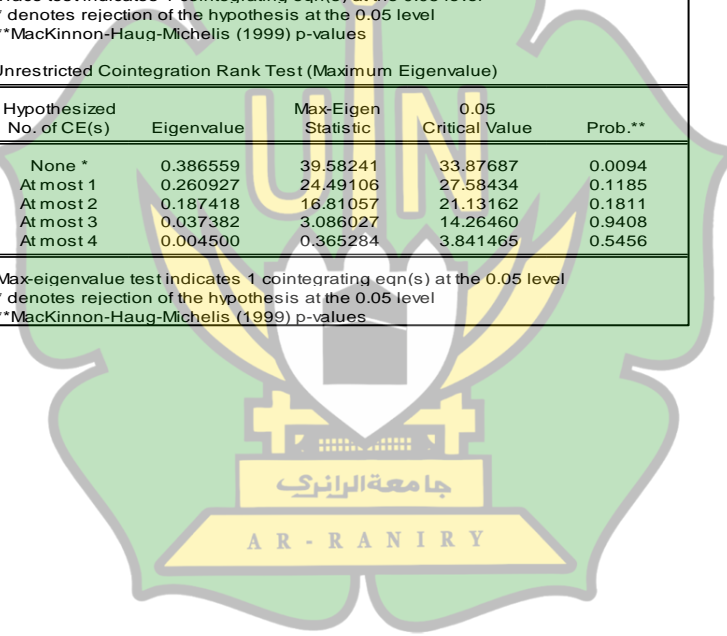 * denotes rejection of the hypothesis at the 0.05 level
**MacKinnon-Haug-Michelis (1999) p-values
Unrestricted Cointegration Rank Test (Maximum Eigenvalue)
Hypothesized Max-Eigen 0.05
No. of CE(s) Eigenvalue Statistic Critical Value Prob.**
None * 0.386559 39.58241 33.87687 0.0094
At most 1 0.260927 24.49106 27.58434 0.1185
At most 2 0.187418 16.81057 21.13162 0.1811
At most 3 0.037382 3.086027 14.26460 0.9408
At most 4 0.004500 0.365284 3.841465 0.5456
Max-eigenvalue test indicates 1 cointegrating eqn(s) at the 0.05 level
* denotes rejection of the hypothesis at the 0.05 level
**MacKinnon-Haug-Michelis (1999) p-values
UIN
جامعة الرانري
AR-RANIRY